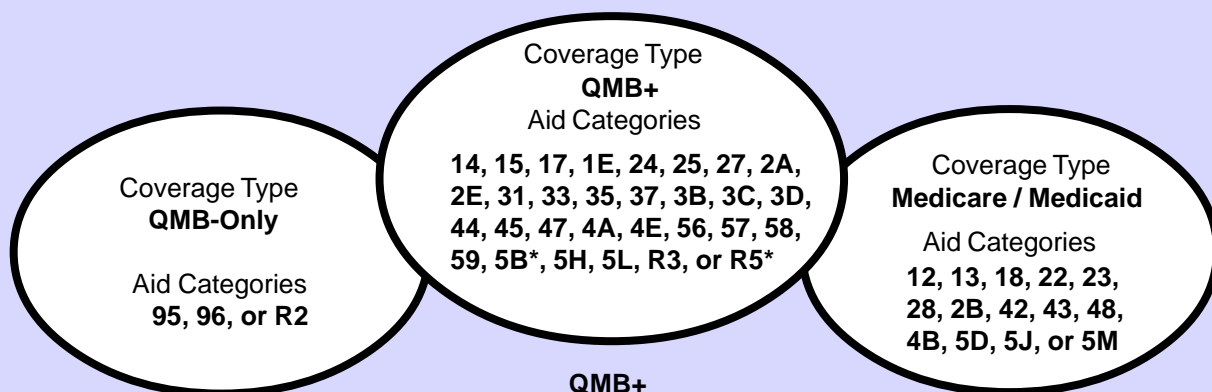 Coverage Type
QMB-Only
Aid Categories
95, 96, or R2
Coverage Type
QMB+
Aid Categories
14, 15, 17, 1E, 24, 25, 27, 2A,
2E, 31, 33, 35, 37, 3B, 3C, 3D,
44, 45, 47, 4A, 4E, 56, 57, 58,
59, 5B*, 5H, 5L, R3, or R5*
Coverage Type
Medicare / Medicaid
Aid Categories
12, 13, 18, 22, 23,
28, 2B, 42, 43, 48,
4B, 5D, 5J, or 5M
QMB+